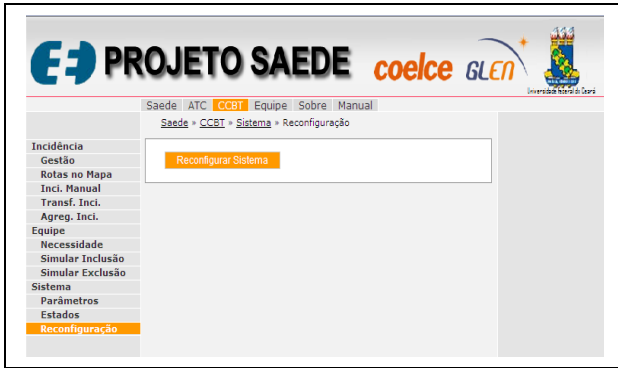 PROJETO SAEDE
coelce
GLEN
Universidade Federal do Ceará
Saede ATC CCBT Equipe Sobre Manual
Saede » CCBT » Sistema » Reconfiguração
Incidência
Gestão
Rotas no Mapa
Inci. Manual
Transf. Inci.
Agreg. Inci.
Equipe
Necessidade
Simular Inclusão
Simular Exclusão
Sistema
Parâmetros
Estados
Reconfiguração
Reconfigurar Sistema